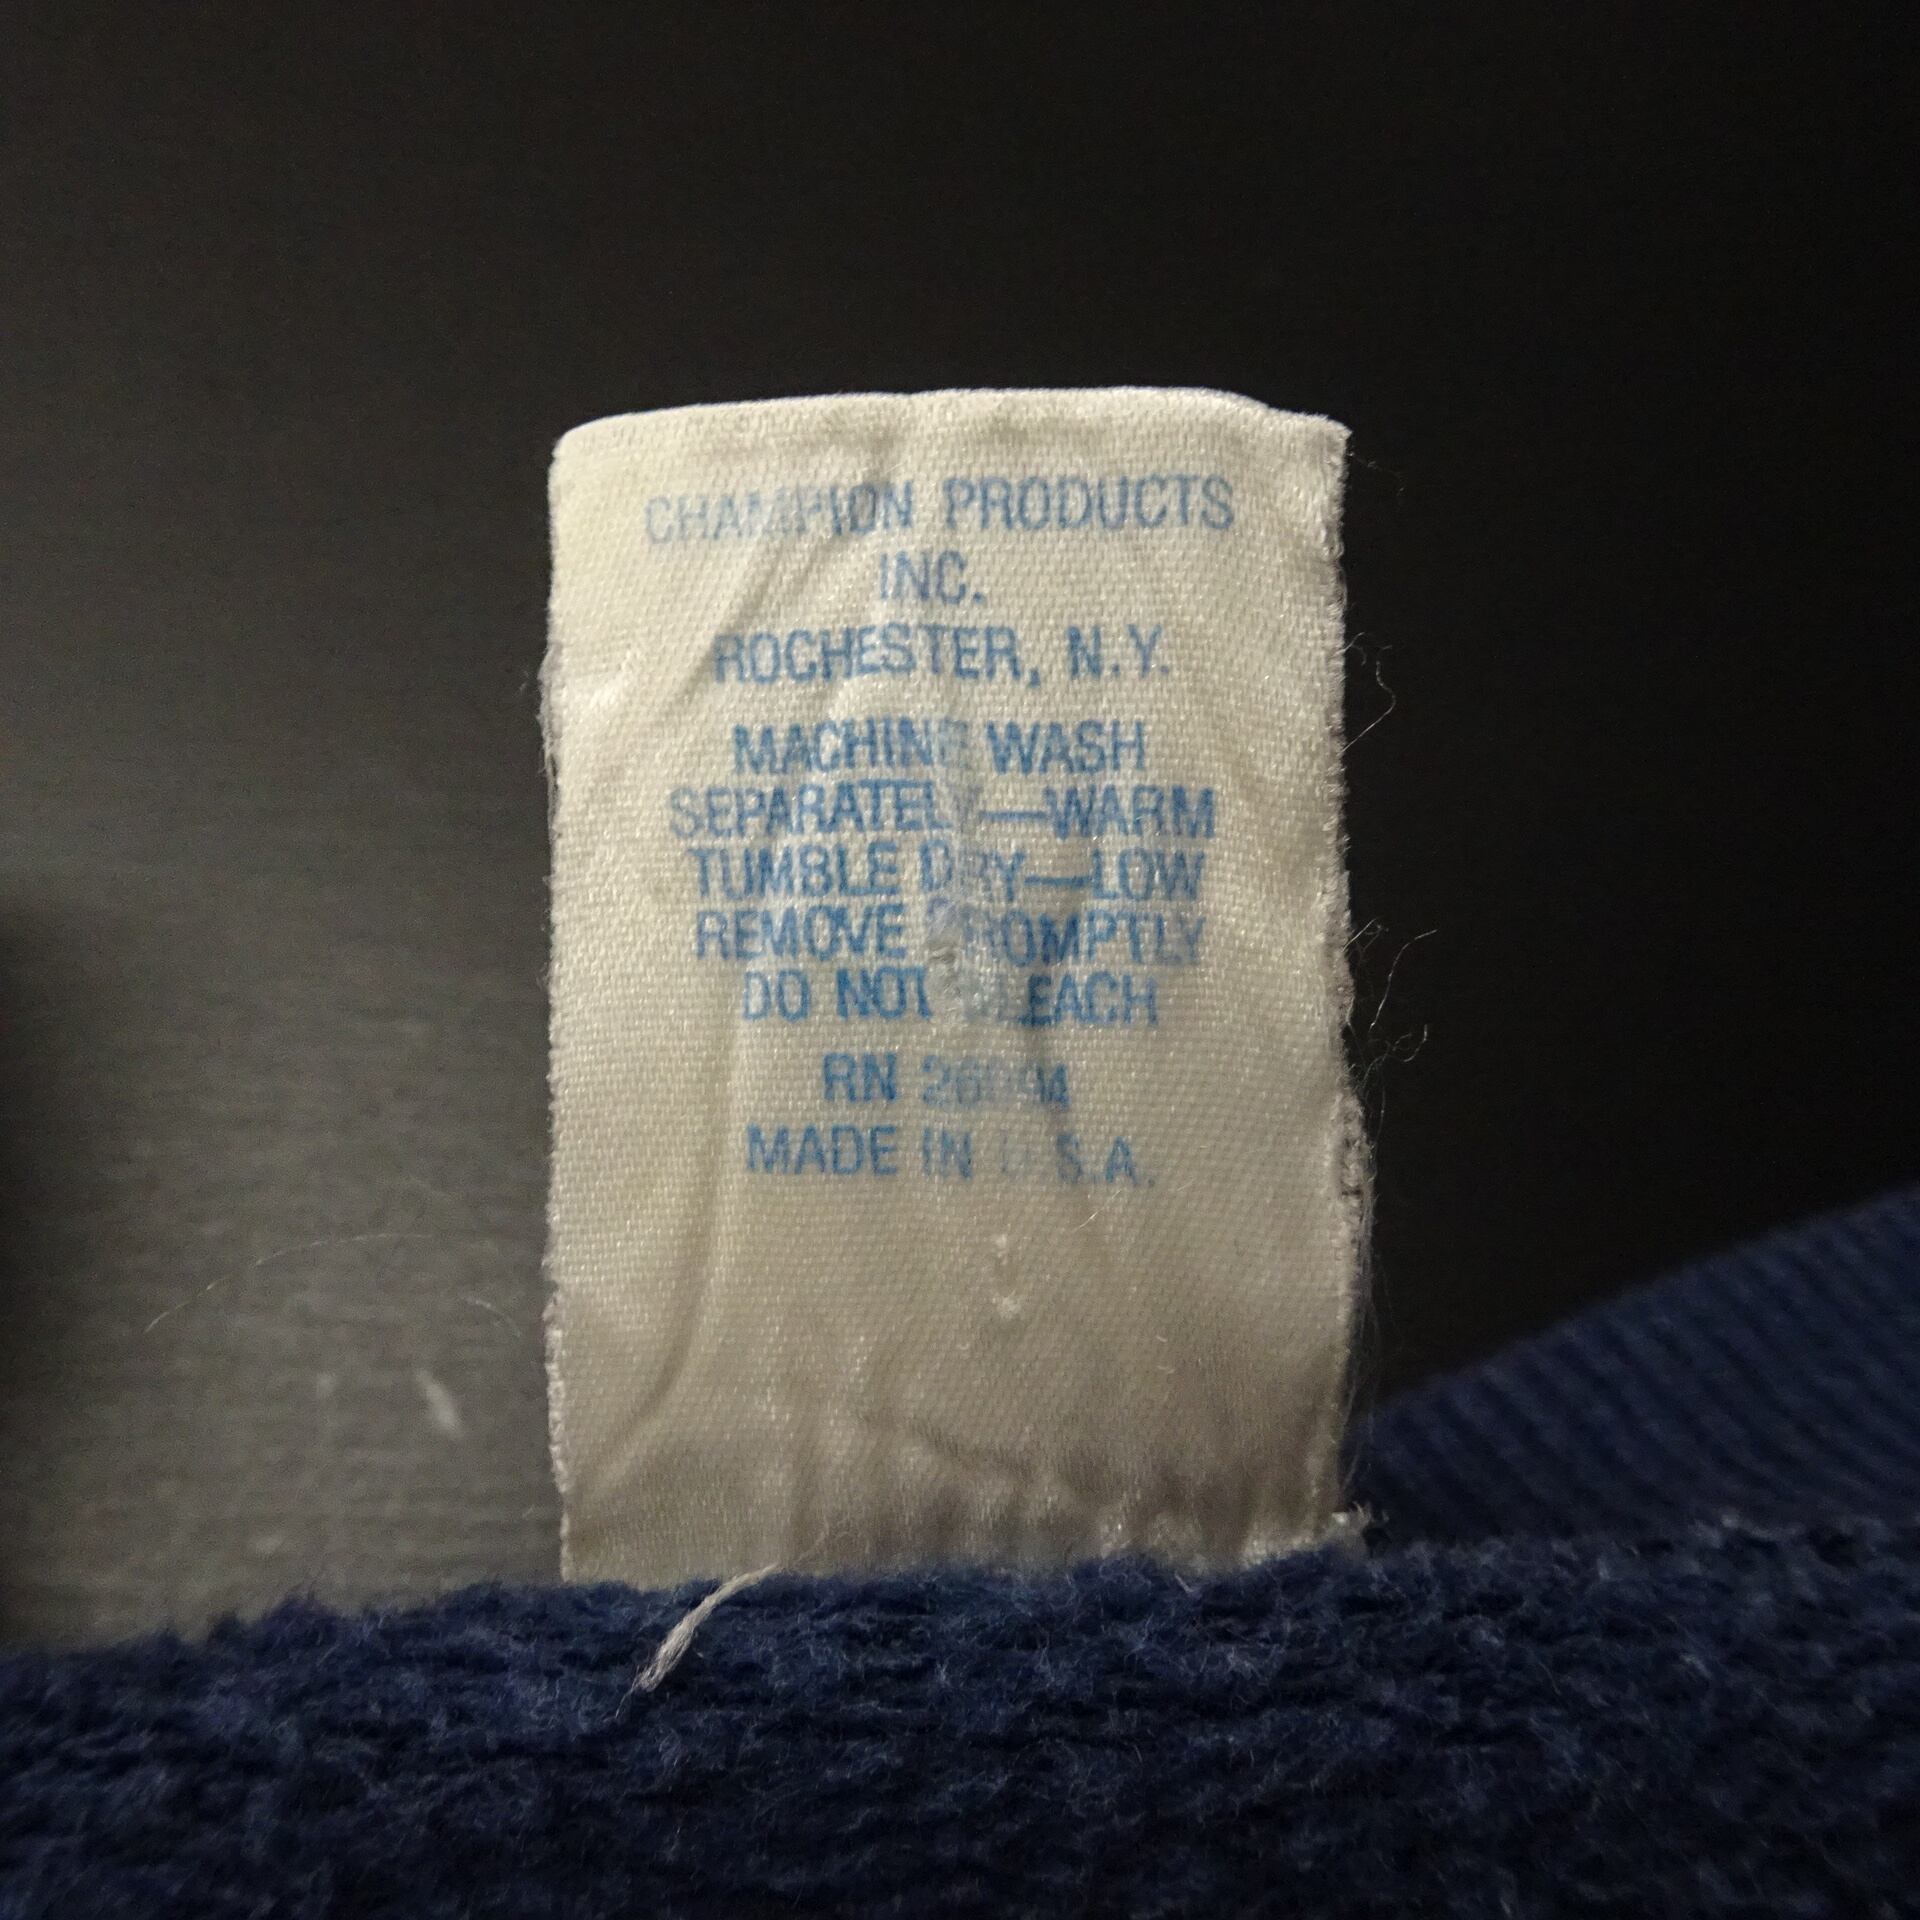 CHAMPION PRODUCTS
INC.
ROCHESTER, N.Y.
MACHINE WASH
SEPARATELY—WARM
TUMBLE DRY—LOW
REMOVE PROMPTLY
DO NOT BLEACH
RN
MADE IN U.S.A.